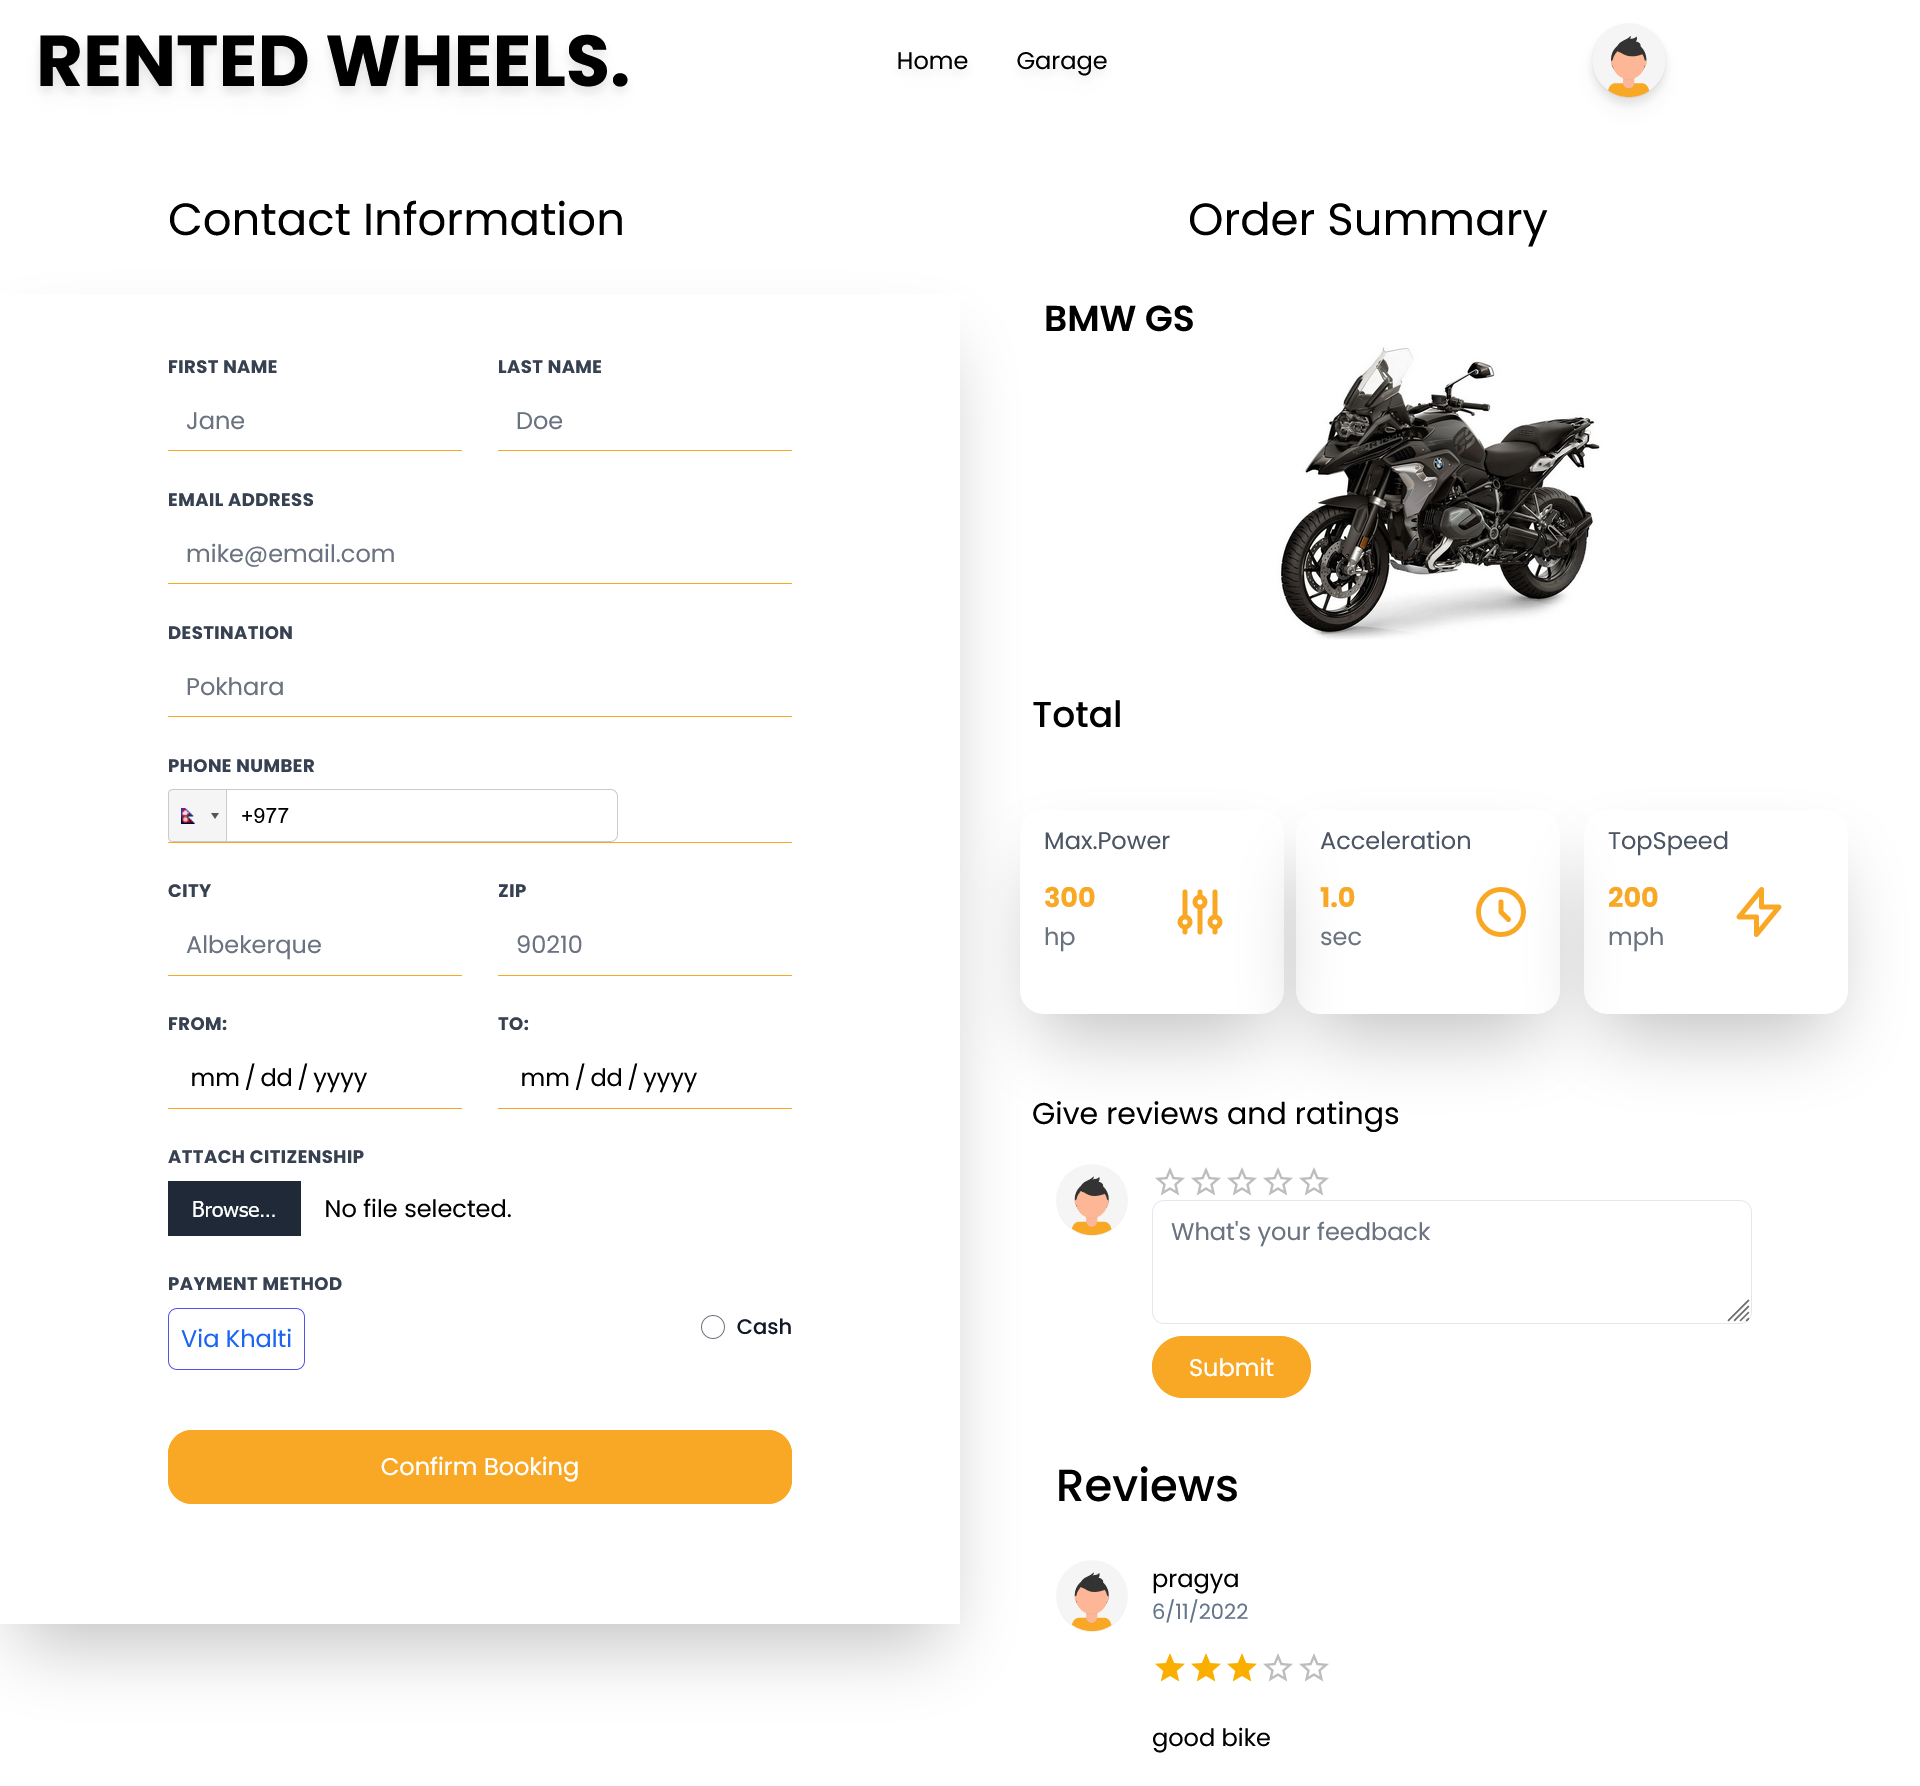 RENTED WHEELS.
Home
Garage
Contact Information
FIRST NAME
LAST NAME
Jane
Doe
EMAIL ADDRESS
mike@email.com
DESTINATION
Pokhara
PHONE NUMBER
+977
CITY
ZIP
Albekerque
90210
FROM:
TO:
mm / dd / yyyy
mm / dd / yyyy
ATTACH CITIZENSHIP
Browse...
No file selected.
PAYMENT METHOD
Via Khalti
Cash
Confirm Booking
Order Summary
BMW GS
Total
Max.Power
300
hp
Acceleration
1.0
sec
TopSpeed
200
mph
Give reviews and ratings
What's your feedback
Submit
Reviews
pragya
6/11/2022
good bike